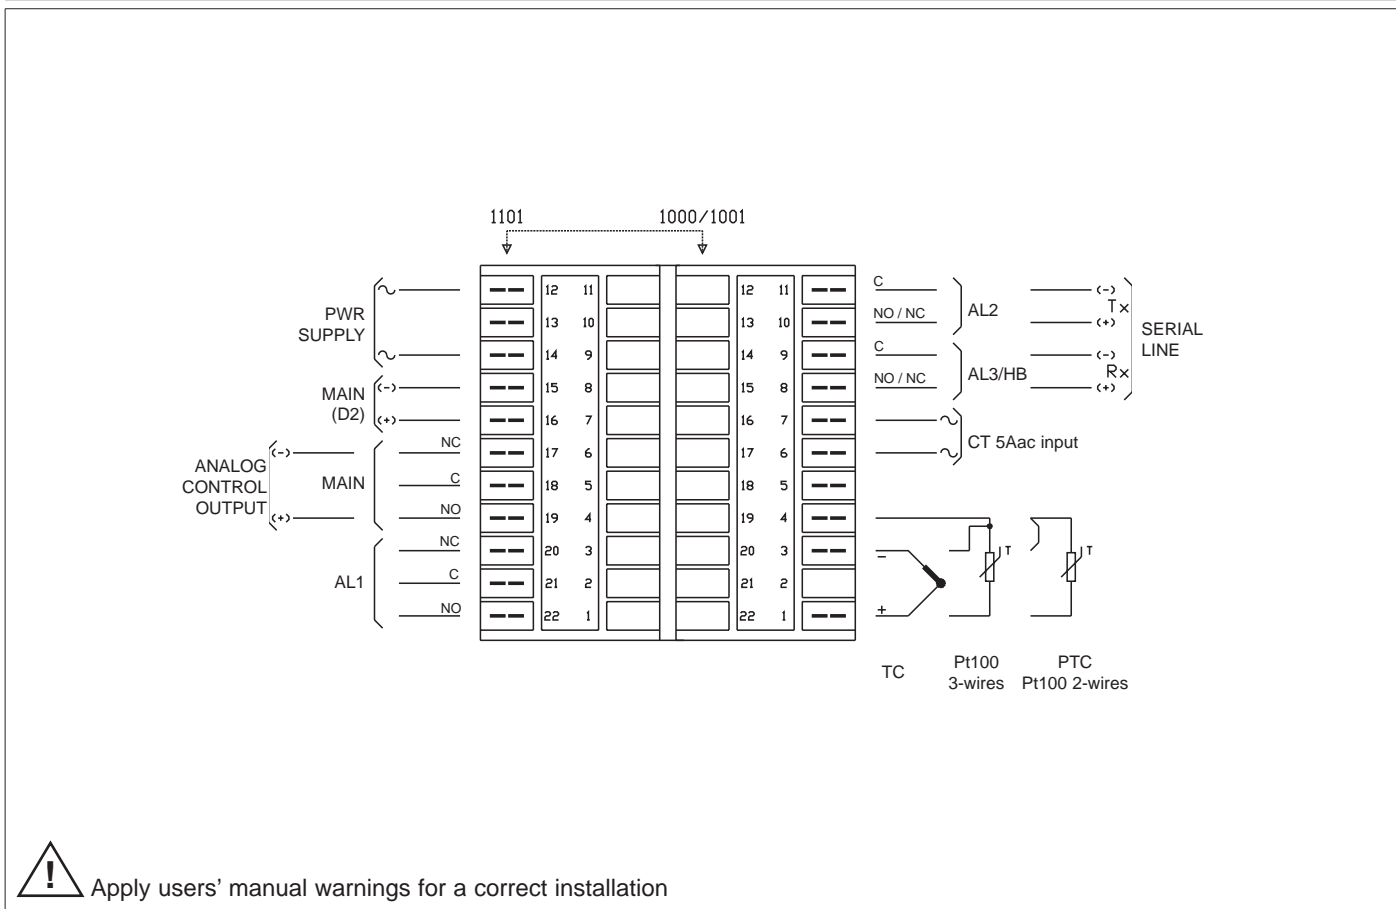 1101 1000/1001
PWR
SUPPLY
MAIN
(D2)
(-)
(+)
ANALOG
CONTROL
OUTPUT
(-)
(+)
MAIN
NC
C
NO
AL1
NC
C
NO
12 11 12 11
13 10 13 10
14 9 14 9
15 8 15 8
16 7 16 7
17 6 17 6
18 5 18 5
19 4 19 4
20 3 20 3
21 2 21 2
22 1 22 1
C
NO / NC
AL2
C
NO / NC
AL3/HB
(-)
Tx
(+)
(-)
Rx
(+)
SERIAL
LINE
CT 5Aac input
−
+
T
T
TC
Pt100
3-wires
PTC
Pt100 2-wires
! Apply users’ manual warnings for a correct installation